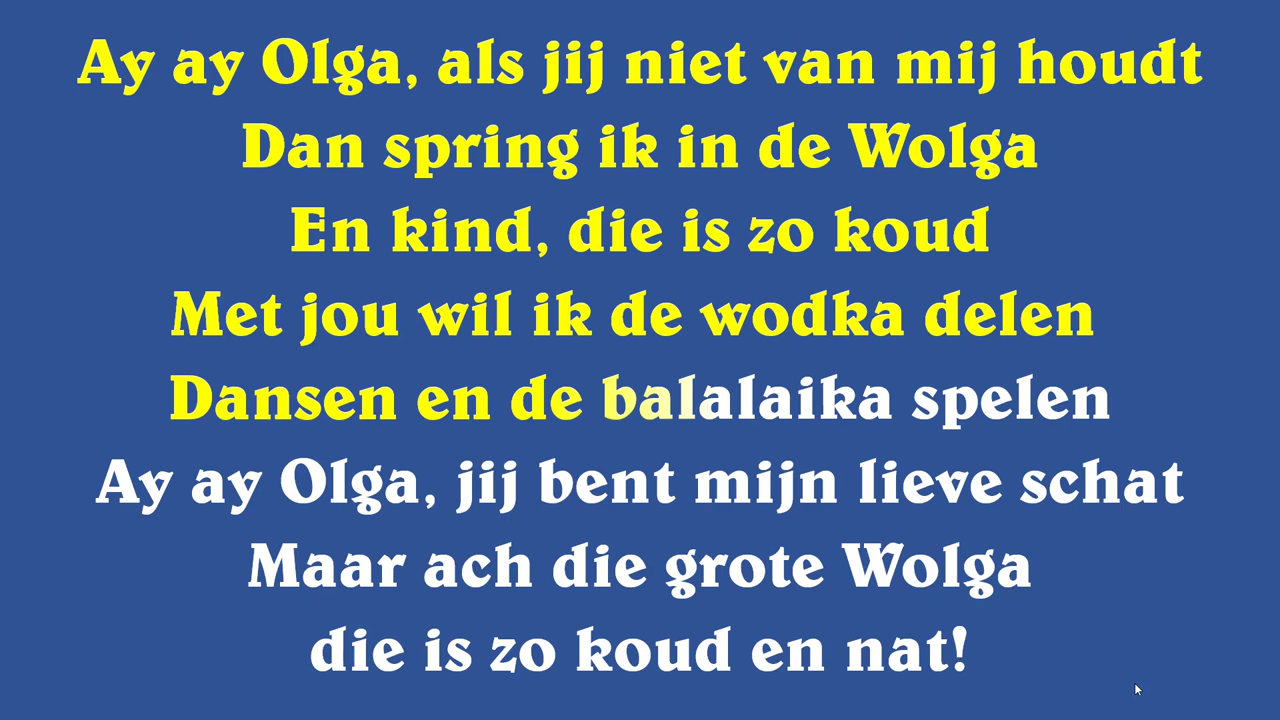 Ay ay Olga, als jij niet van mij houdt
Dan spring ik in de Wolga
En kind, die is zo koud
Met jou wil ik de wodka delen
Dansen en de balalaika spelen
Ay ay Olga, jij bent mijn lieve schat
Maar ach die grote Wolga
die is zo koud en nat!